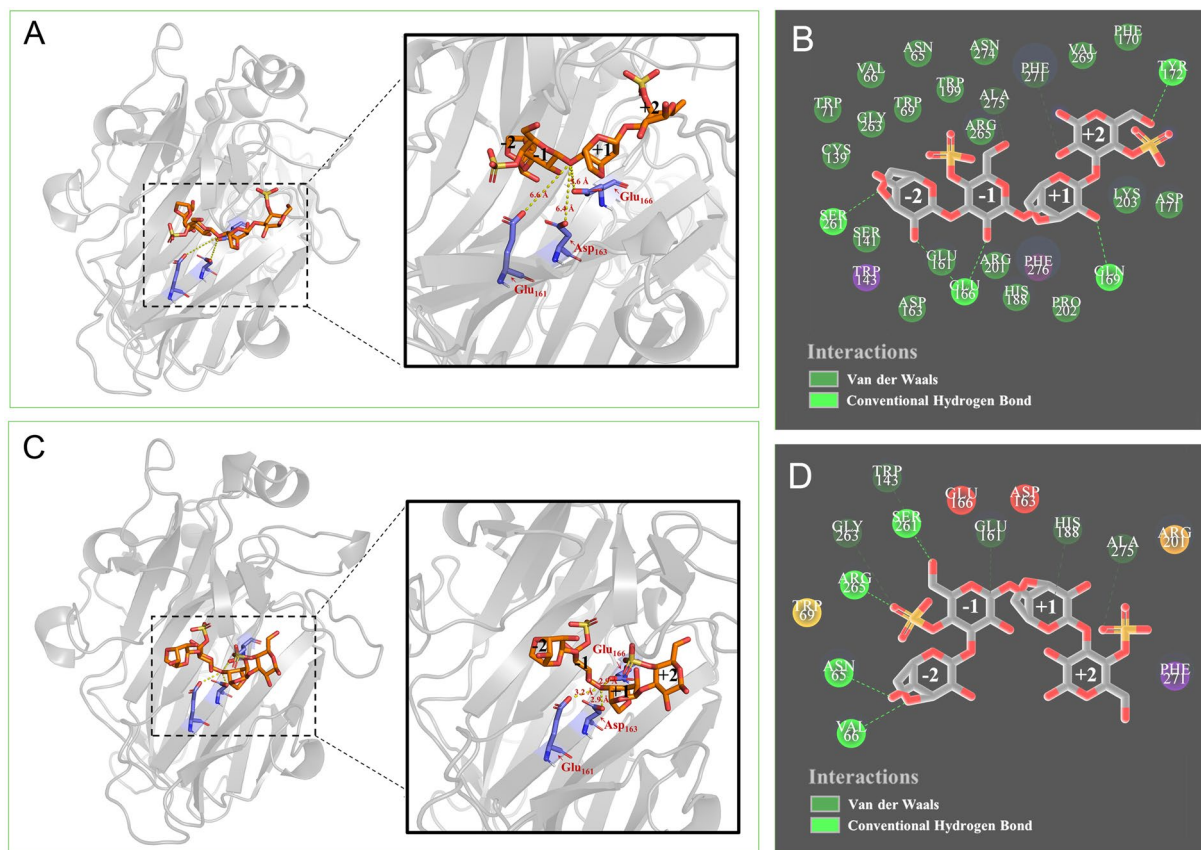 A
-2
-1
+1
+2
6.6 Å
6.4 Å
Glu166
Asp163
Glu161
B
ASN
65
ASN
274
PHE
271
VAL
269
PHE
170
TYR
172
VAL
66
TRP
199
ALA
275
TRP
71
GLY
263
TRP
69
ARG
265
CYS
139
+2
-2
-1
+1
LYS
203
ASP
171
SER
261
SER
141
TRP
143
GLU
161
ARG
201
PHE
276
GLN
169
ASP
163
GLU
166
HIS
188
PRO
202
Interactions
Van der Waals
Conventional Hydrogen Bond
C
-2
Glu166
2.9 Å
+1
+2
3.2 Å
2.9 Å
Asp163
Glu161
D
TRP
143
SER
261
GLU
166
ASP
163
GLY
263
GLU
161
HIS
188
ALA
275
ARG
201
ARG
265
TRP
69
-1
+1
ASN
65
-2
+2
PHE
271
VAL
66
Interactions
Van der Waals
Conventional Hydrogen Bond